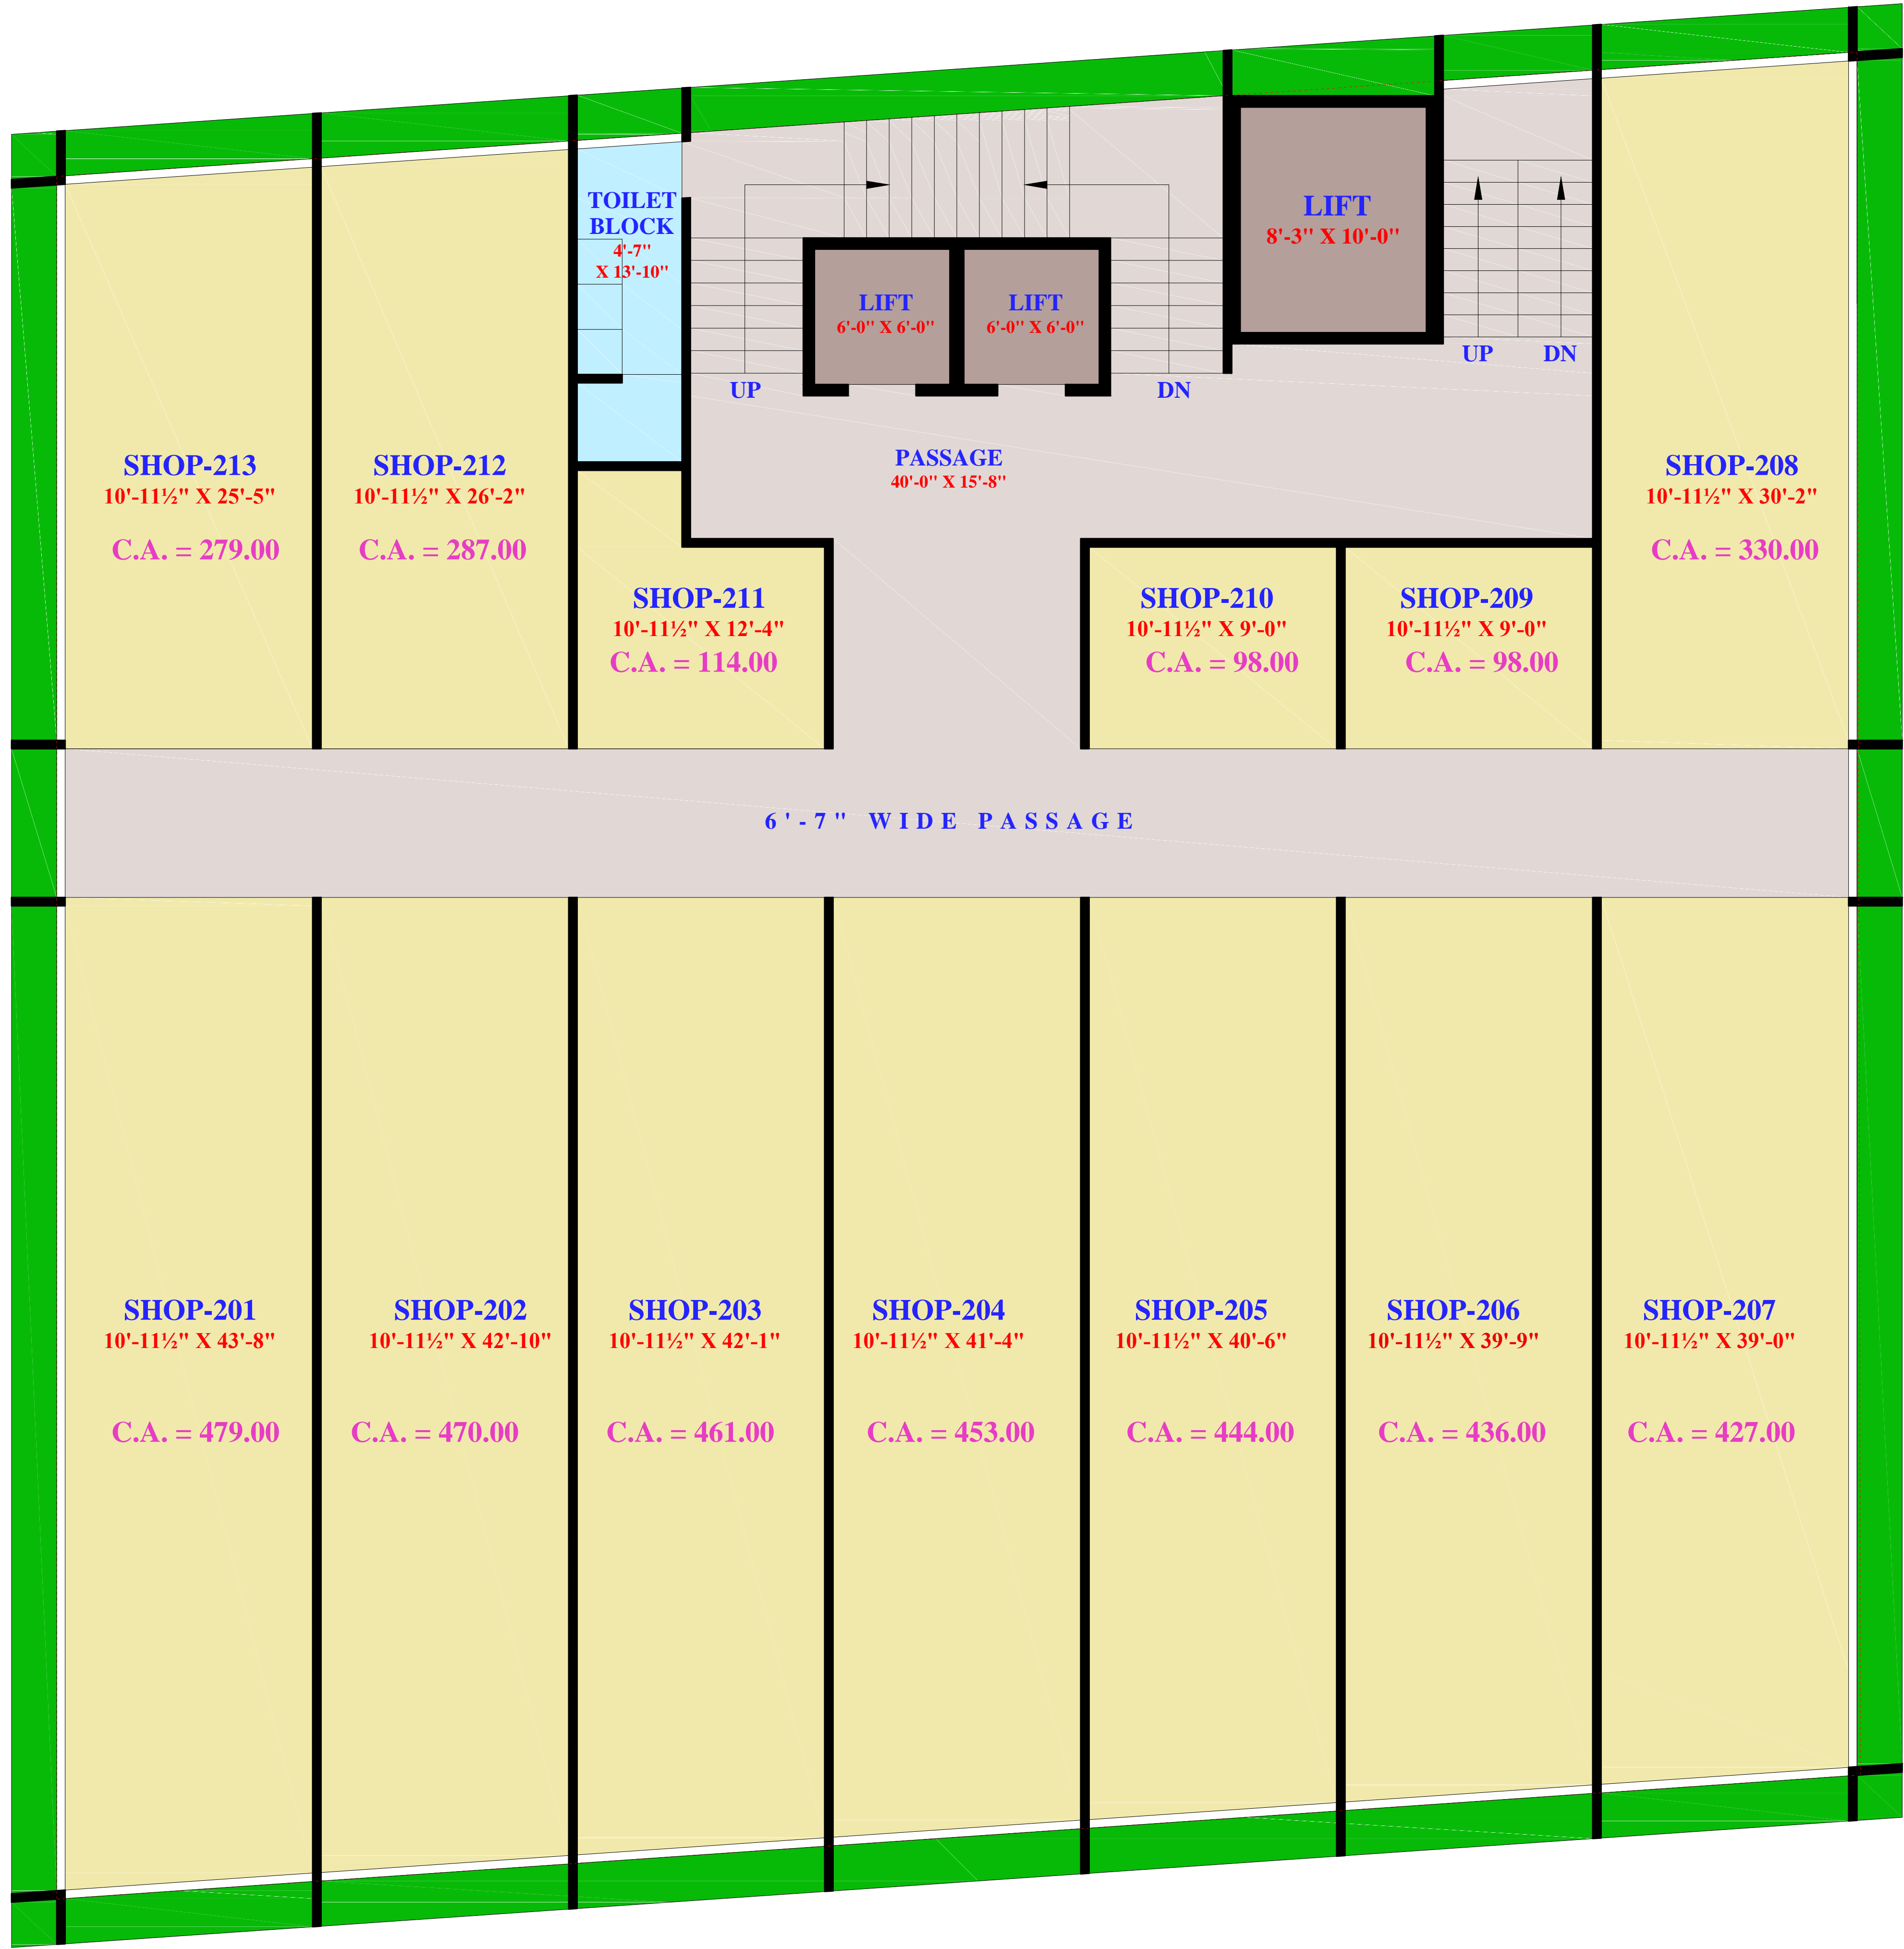 TOILET
BLOCK
4'-7"
X 13'-10"
LIFT
8'-3" X 10'-0"
LIFT
6'-0" X 6'-0"
LIFT
6'-0" X 6'-0"
UP
DN
UP
DN
PASSAGE
40'-0" X 15'-8"
SHOP-213
10'-11½" X 25'-5"
C.A. = 279.00
SHOP-212
10'-11½" X 26'-2"
C.A. = 287.00
SHOP-208
10'-11½" X 30'-2"
C.A. = 330.00
SHOP-211
10'-11½" X 12'-4"
C.A. = 114.00
SHOP-210
10'-11½" X 9'-0"
C.A. = 98.00
SHOP-209
10'-11½" X 9'-0"
C.A. = 98.00
6'-7" WIDE PASSAGE
SHOP-201
10'-11½" X 43'-8"
C.A. = 479.00
SHOP-202
10'-11½" X 42'-10"
C.A. = 470.00
SHOP-203
10'-11½" X 42'-1"
C.A. = 461.00
SHOP-204
10'-11½" X 41'-4"
C.A. = 453.00
SHOP-205
10'-11½" X 40'-6"
C.A. = 444.00
SHOP-206
10'-11½" X 39'-9"
C.A. = 436.00
SHOP-207
10'-11½" X 39'-0"
C.A. = 427.00